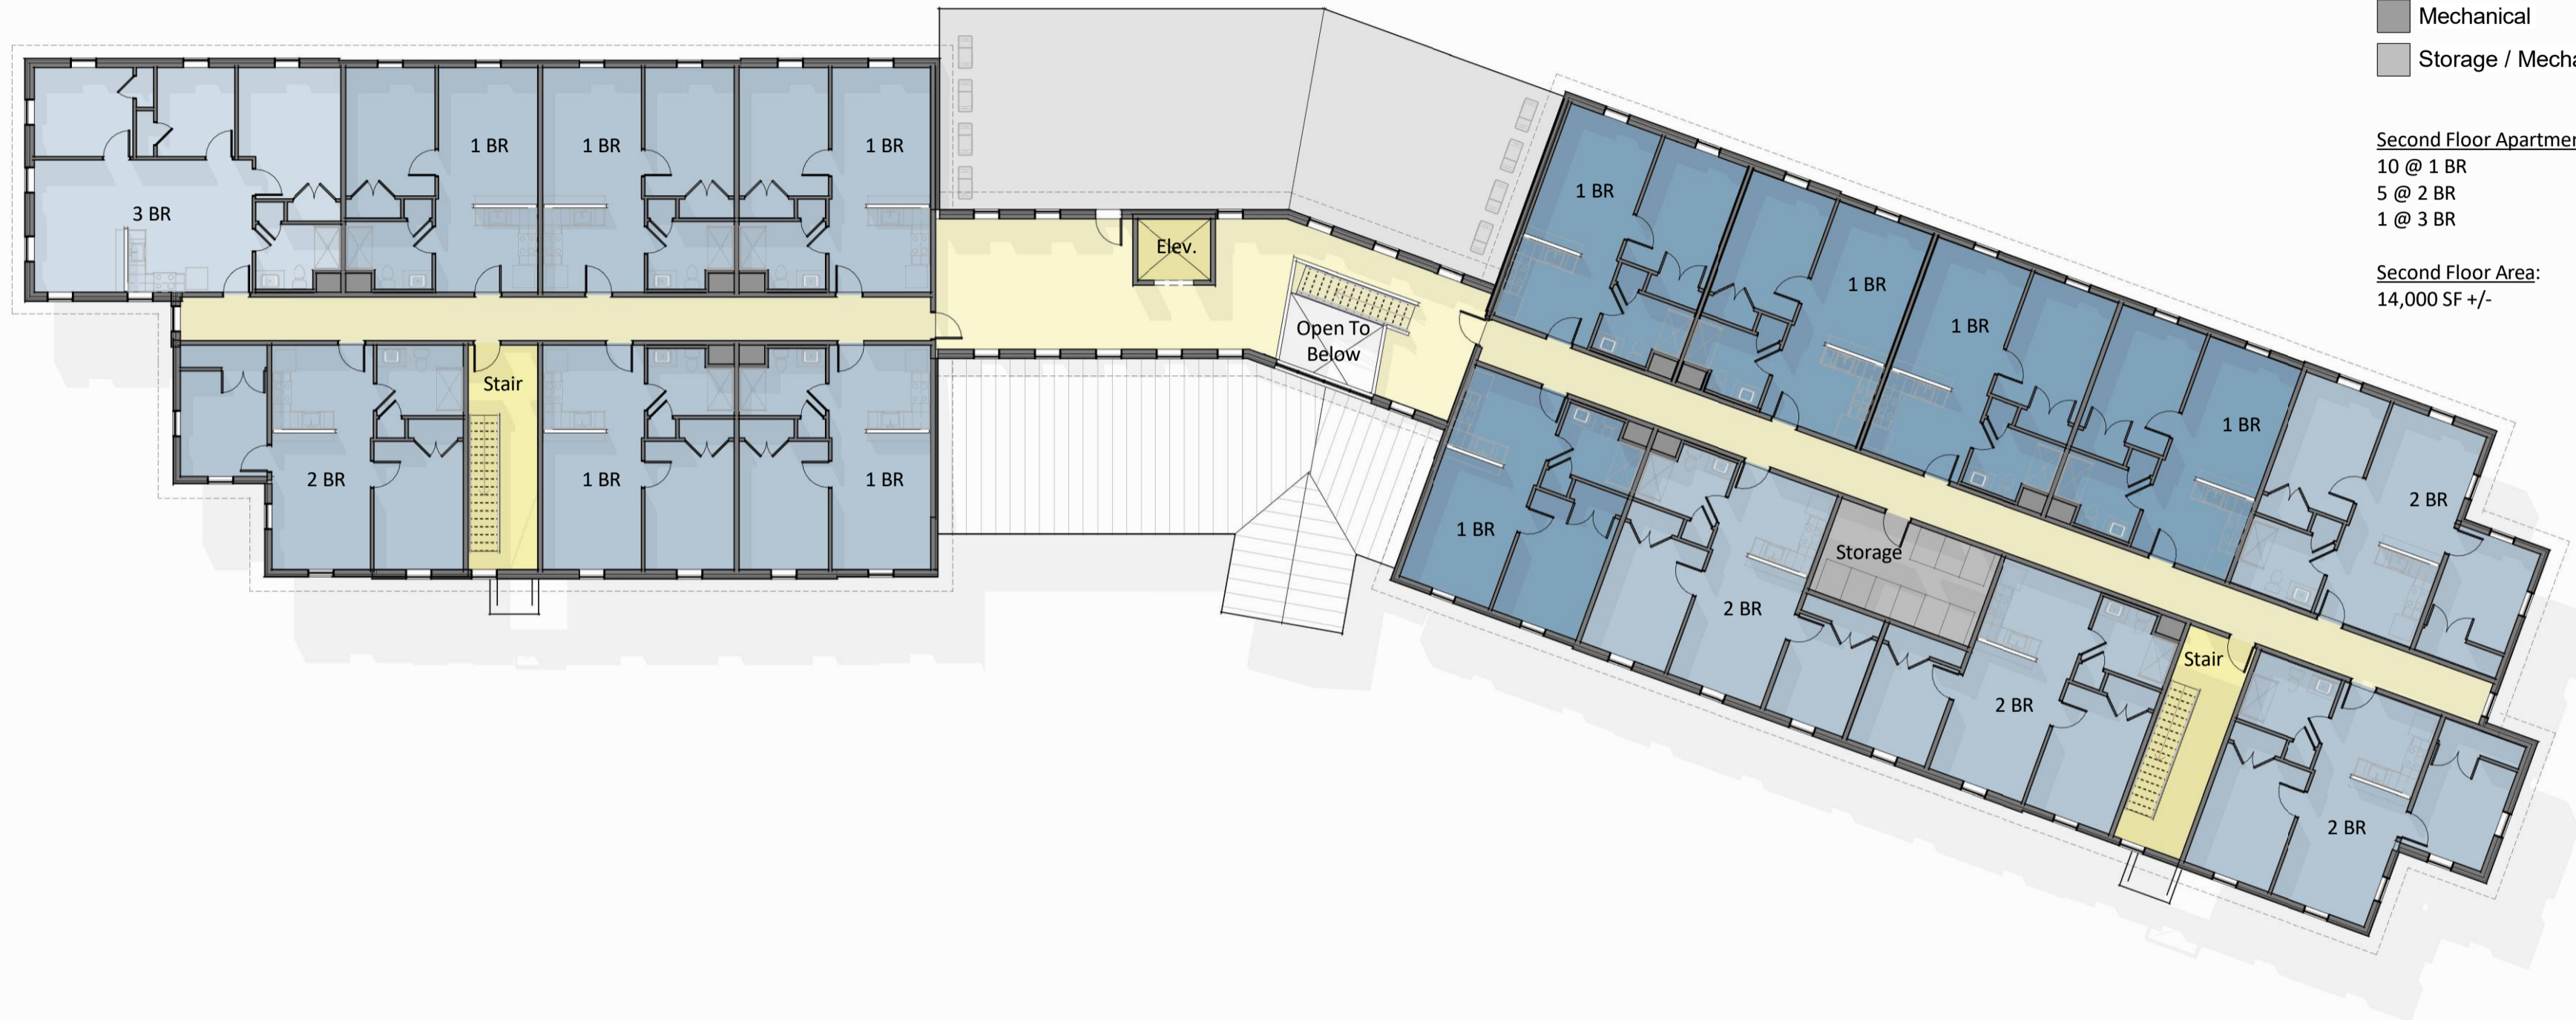 Mechanical
Storage / Mecha
Second Floor Apartmen
10 @ 1 BR
5 @ 2 BR
1 @ 3 BR
Second Floor Area:
14,000 SF +/-
3 BR
1 BR
1 BR
1 BR
2 BR
Stair
1 BR
1 BR
Elev.
Open To
Below
1 BR
1 BR
1 BR
1 BR
2 BR
1 BR
2 BR
Storage
2 BR
Stair
2 BR